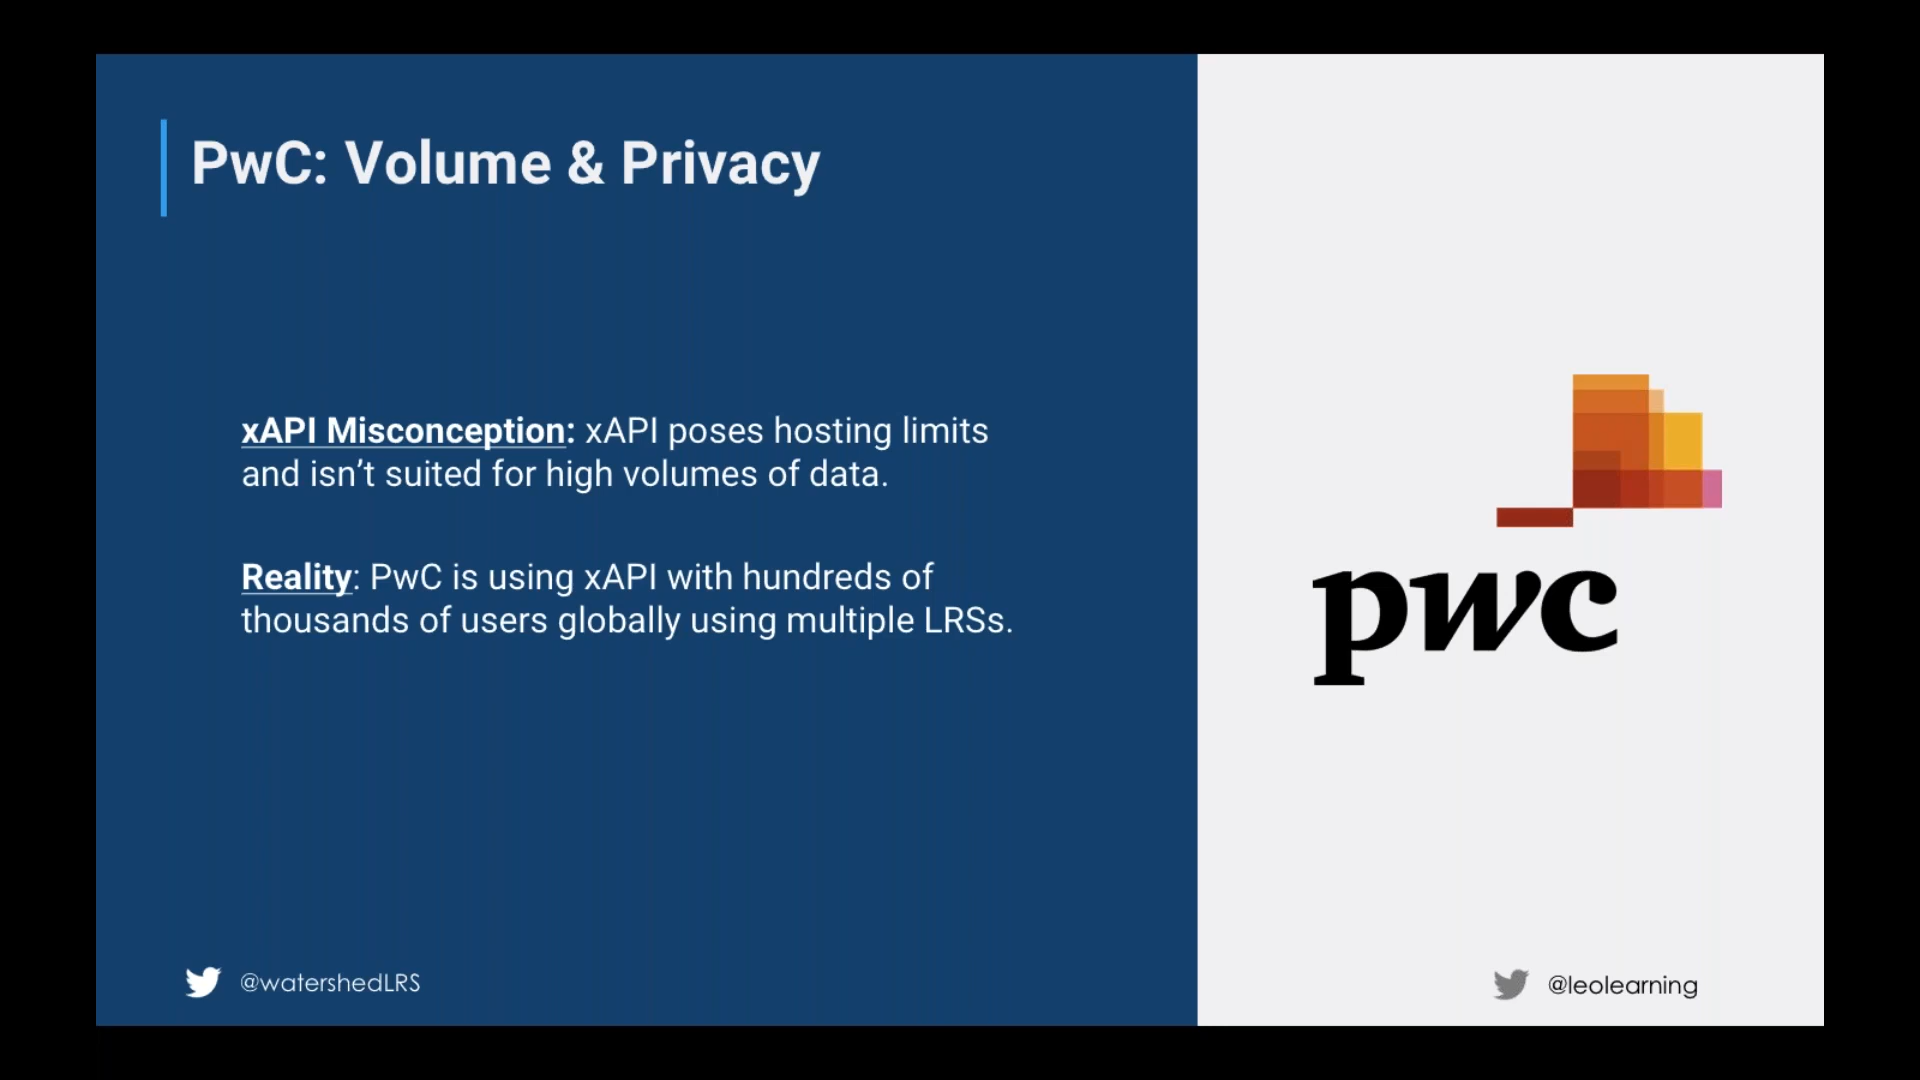 PwC: Volume & Privacy
xAPI Misconception: xAPI poses hosting limits
and isn’t suited for high volumes of data.
Reality: PwC is using xAPI with hundreds of
thousands of users globally using multiple LRSs.
pwc
@watershedLRS
@leolearning